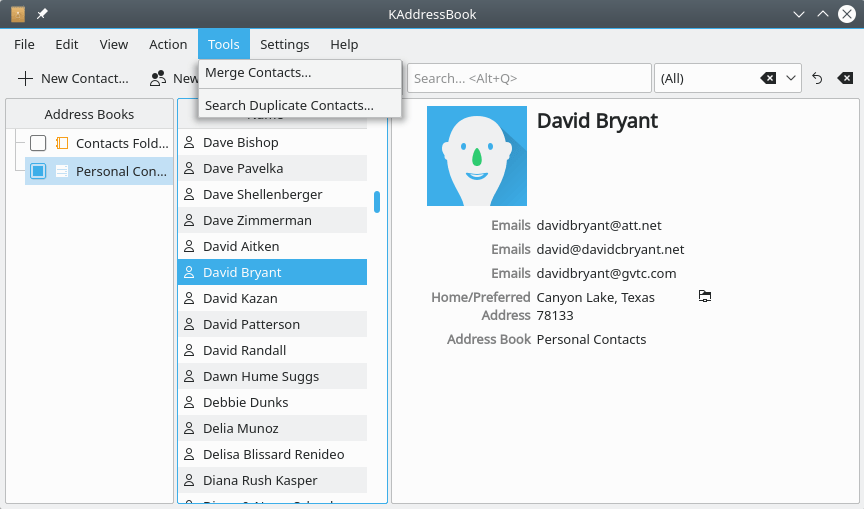 KAddressBook
File Edit View Action Tools Settings Help
New Contact... New Search... <Alt+Q> (All)
Merge Contacts...
Search Duplicate Contacts...
Address Books
Contacts Fold...
Personal Con...
Name
Dave Bishop
Dave Pavelka
Dave Shellenberger
Dave Zimmerman
David Aitken
David Bryant
David Kazan
David Patterson
David Randall
Dawn Hume Suggs
Debbie Dunks
Delia Munoz
Delisa Blissard Renideo
Diana Rush Kasper
David Bryant
Emails davidbryant@att.net
Emails david@davidcbryant.net
Emails davidbryant@gvtc.com
Home/Preferred Canyon Lake, Texas
Address 78133
Address Book Personal Contacts